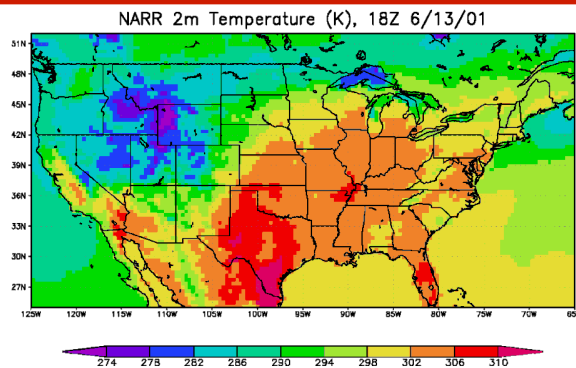 NARR 2m Temperature (K), 18Z 6/13/01
51N
48N
45N
42N
39N
36N
33N
30N
27N
125W 120W 115W 110W 105W 100W 95W 90W 85W 80W 75W 70W 65
274 278 282 286 290 294 298 302 306 310